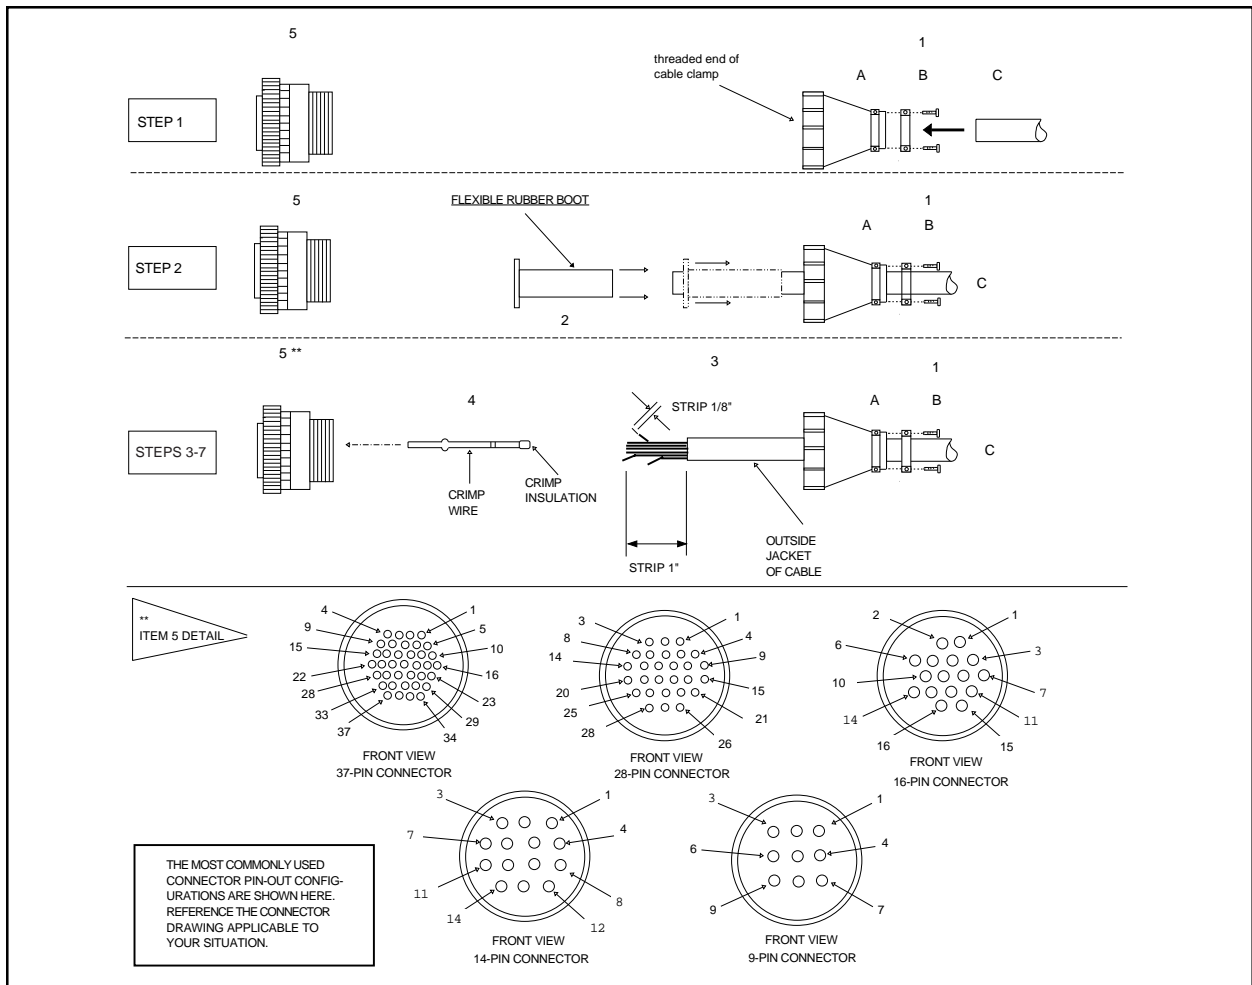 5
1
threaded end of
cable clamp
A B C
STEP 1
5
FLEXIBLE RUBBER BOOT
1
A B
STEP 2
C
2
5 **
3
1
4
STRIP 1/8"
A B
STEPS 3-7
C
CRIMP
WIRE
CRIMP
INSULATION
OUTSIDE
JACKET
OF CABLE
STRIP 1"
**
ITEM 5 DETAIL
4 1
9 5
15 10
22 16
28 23
33 29
37 34
FRONT VIEW
37-PIN CONNECTOR
3 1
8 4
14 9
20 15
25 21
28 26
FRONT VIEW
28-PIN CONNECTOR
2 1
6 3
10 7
14 11
16 15
FRONT VIEW
16-PIN CONNECTOR
3 1
7 4
11 8
14 12
FRONT VIEW
14-PIN CONNECTOR
3 1
6 4
9 7
FRONT VIEW
9-PIN CONNECTOR
THE MOST COMMONLY USED
CONNECTOR PIN-OUT CONFIG-
URATIONS ARE SHOWN HERE.
REFERENCE THE CONNECTOR
DRAWING APPLICABLE TO
YOUR SITUATION.